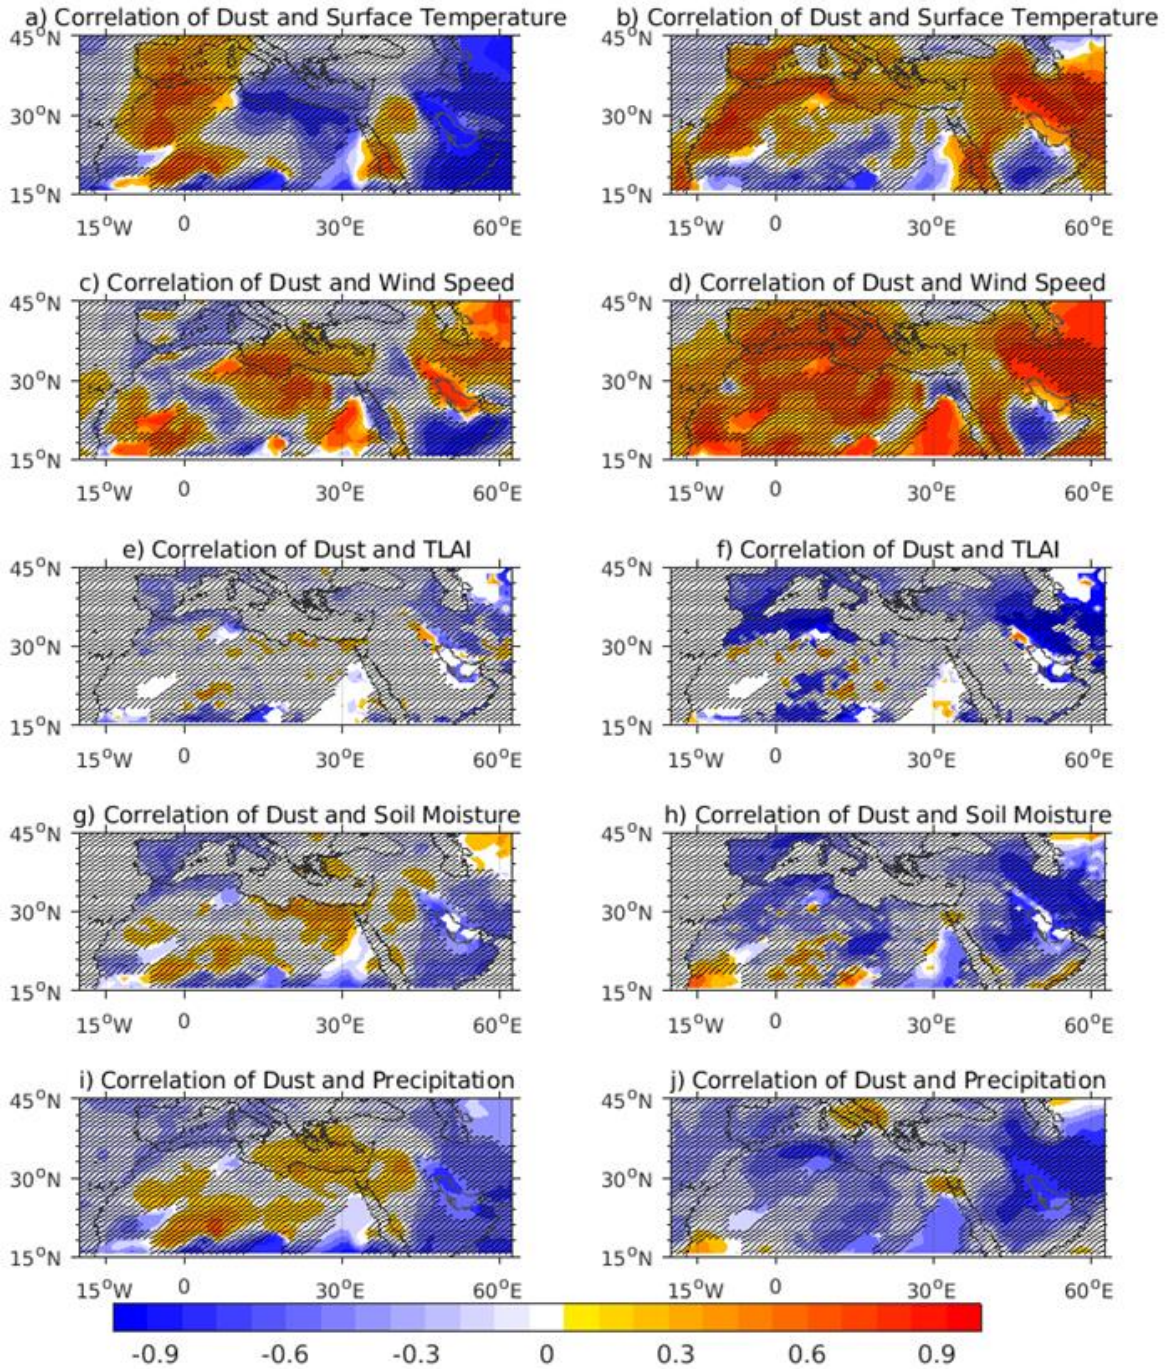 a) Correlation of Dust and Surface Temperature
b) Correlation of Dust and Surface Temperature
45°N
30°N
15°N
15°W 0 30°E 60°E
45°N
30°N
15°N
15°W 0 30°E 60°E
c) Correlation of Dust and Wind Speed
d) Correlation of Dust and Wind Speed
45°N
30°N
15°N
15°W 0 30°E 60°E
45°N
30°N
15°N
15°W 0 30°E 60°E
e) Correlation of Dust and TLAI
f) Correlation of Dust and TLAI
45°N
30°N
15°N
15°W 0 30°E 60°E
45°N
30°N
15°N
15°W 0 30°E 60°E
g) Correlation of Dust and Soil Moisture
h) Correlation of Dust and Soil Moisture
45°N
30°N
15°N
15°W 0 30°E 60°E
45°N
30°N
15°N
15°W 0 30°E 60°E
i) Correlation of Dust and Precipitation
j) Correlation of Dust and Precipitation
45°N
30°N
15°N
15°W 0 30°E 60°E
45°N
30°N
15°N
15°W 0 30°E 60°E
-0.9 -0.6 -0.3 0 0.3 0.6 0.9